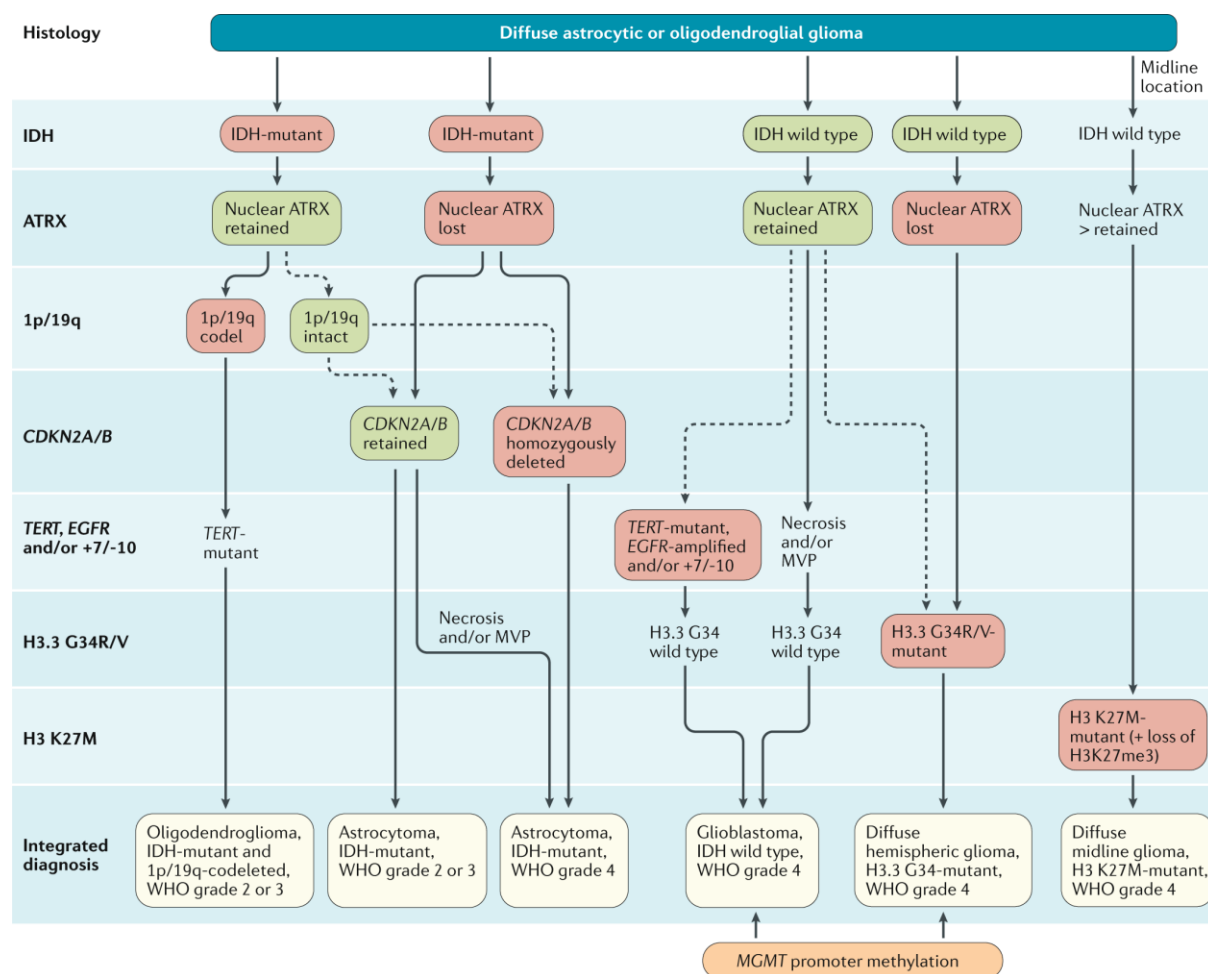 Histology
Diffuse astrocytic or oligodendroglial glioma
Midline
location
IDH
IDH-mutant
IDH-mutant
IDH wild type
IDH wild type
IDH wild type
ATRX
Nuclear ATRX
retained
Nuclear ATRX
lost
Nuclear ATRX
retained
Nuclear ATRX
lost
Nuclear ATRX
> retained
1p/19q
1p/19q
codel
1p/19q
intact
CDKN2A/B
CDKN2A/B
retained
CDKN2A/B
homozygously
deleted
TERT, EGFR
and/or +7/-10
TERT-
mutant
TERT-mutant,
EGFR-amplified
and/or +7/-10
Necrosis
and/or
MVP
H3.3 G34R/V
Necrosis
and/or MVP
H3.3 G34
wild type
H3.3 G34
wild type
H3.3 G34R/V-
mutant
H3 K27M
H3 K27M-
mutant (+ loss of
H3K27me3)
Integrated
diagnosis
Oligodendroglioma,
IDH-mutant and
1p/19q-codeleted,
WHO grade 2 or 3
Astrocytoma,
IDH-mutant,
WHO grade 2 or 3
Astrocytoma,
IDH-mutant,
WHO grade 4
Glioblastoma,
IDH wild type,
WHO grade 4
Diffuse
hemispheric glioma,
H3.3 G34-mutant,
WHO grade 4
Diffuse
midline glioma,
H3 K27M-mutant,
WHO grade 4
MGMT promoter methylation